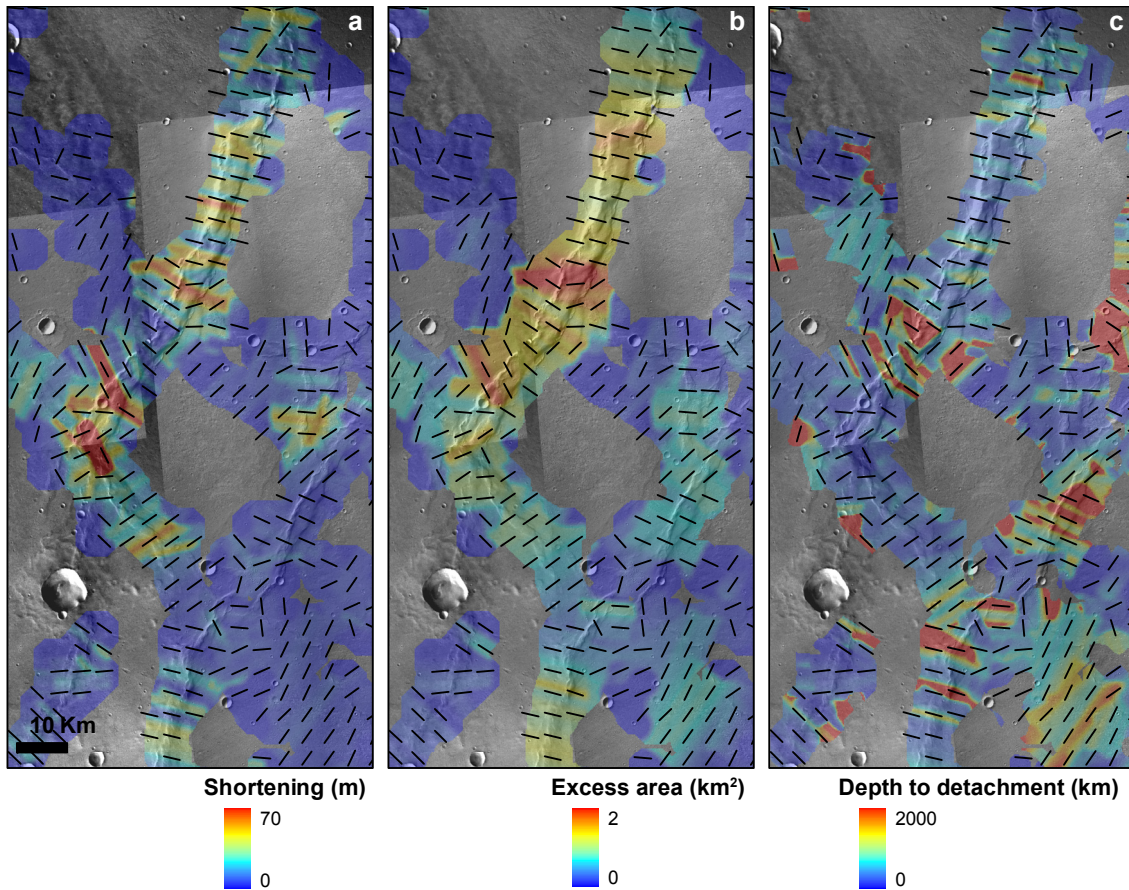 a
b
c
10 Km
Shortening (m)
70
0
Excess area (km²)
2
0
Depth to detachment (km)
2000
0